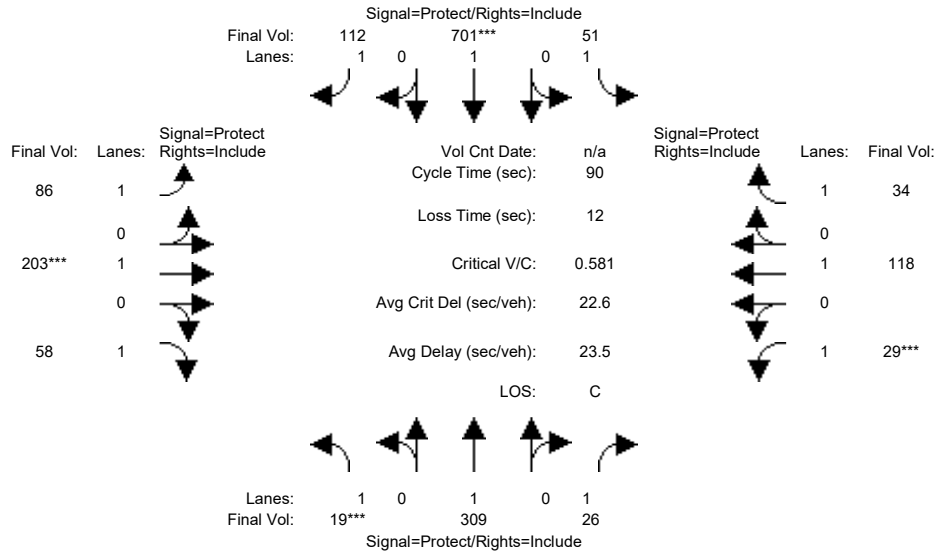 Signal=Protect/Rights=Include
Final Vol: 112 701*** 51
Lanes: 1 0 1 0 1
Signal=Protect Signal=Protect
Final Vol: Lanes: Rights=Include Vol Cnt Date: n/a Rights=Include Lanes: Final Vol:
Cycle Time (sec): 90
86 1 1 34
Loss Time (sec): 12
0 0
203*** 1 Critical V/C: 0.581 1 118
0 Avg Crit Del (sec/veh): 22.6 0
58 1 Avg Delay (sec/veh): 23.5 1 29***
LOS: C
Lanes: 1 0 1 0 1
Final Vol: 19*** 309 26
Signal=Protect/Rights=Include